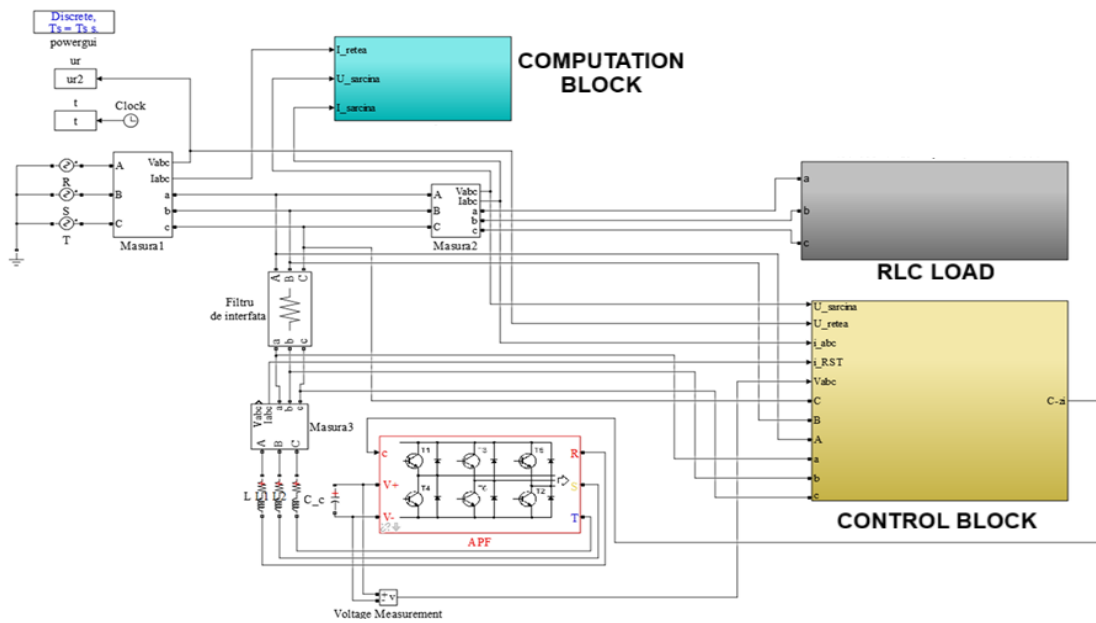 Discrete,
Ts = Ts s.
powergui
ur
ur2
t
t
Clock
I_retea
U_sarcina
I_sarcina
COMPUTATION
BLOCK
A
B
C
Vabc
Iabc
a
b
c
R
S
T
Masura1
A
B
C
Vabc
Iabc
a
b
c
Masura2
a
b
c
RLC LOAD
A
B
C
Filtru
de interfata
a
b
c
U_sarcina
U_retea
i_abc
i_RST
Vabc
C
B
A
a
b
c
CONTROL BLOCK
Vabc
Iabc
a
b
c
A
B
C
Masura3
L
L1
L2
C_c
c
V+
V-
T1
T5
T4
T2
R
S
T
APF
v
Voltage Measurement